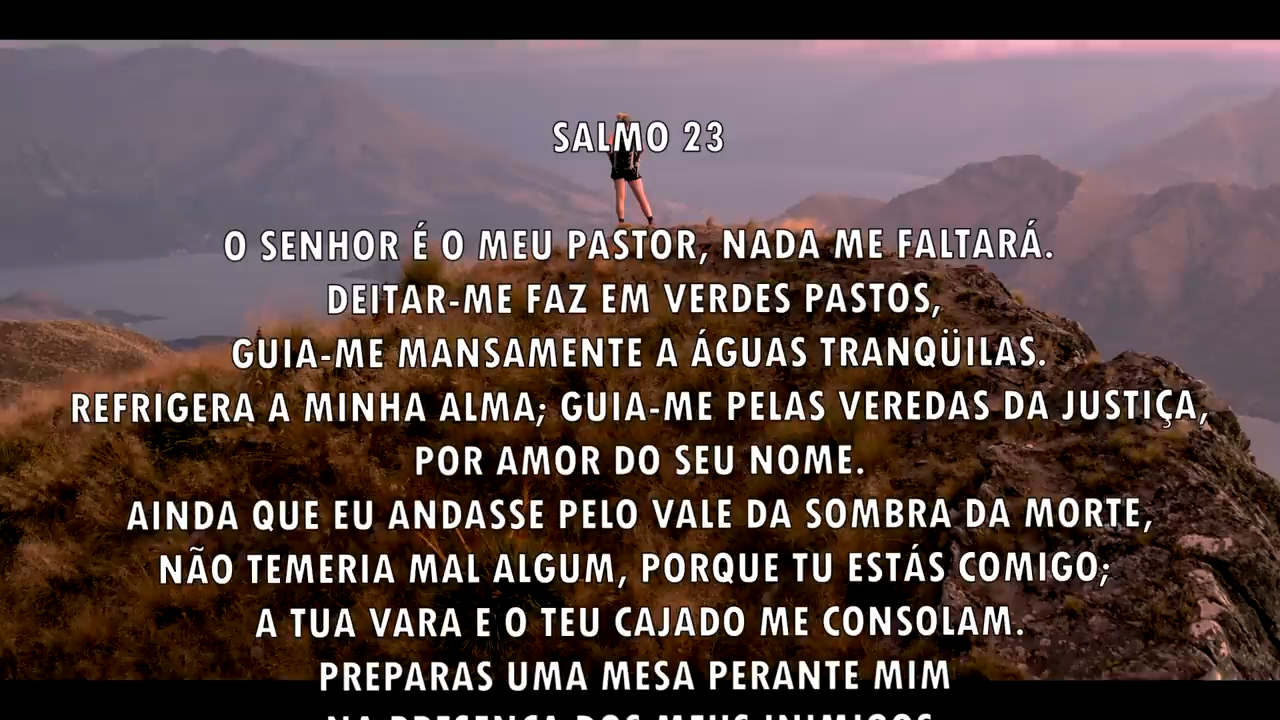 SALMO 23
O SENHOR É O MEU PASTOR, NADA ME FALTARÁ.
DEITAR-ME FAZ EM VERDES PASTOS,
GUIA-ME MANSAMENTE A ÁGUAS TRANQÜILAS.
REFRIGERA A MINHA ALMA; GUIA-ME PELAS VEREDAS DA JUSTIÇA,
POR AMOR DO SEU NOME.
AINDA QUE EU ANDASSE PELO VALE DA SOMBRA DA MORTE,
NÃO TEMERIA MAL ALGUM, PORQUE TU ESTÁS COMIGO;
A TUA VARA E O TEU CAJADO ME CONSOLAM.
PREPARAS UMA MESA PERANTE MIM